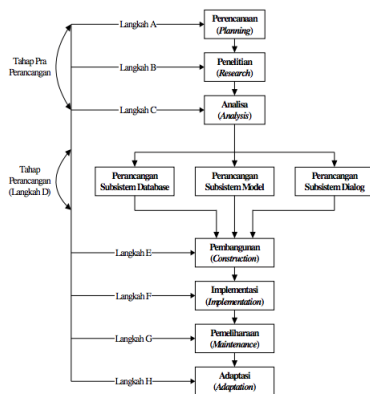 Langkah A
Perencanaan
(Planning)
Tahap Pra
Perancangan
Langkah B
Penelitian
(Research)
Langkah C
Analisa
(Analysis)
Tahap
Perancangan
(Langkah D)
Perancangan
Subsistem Database
Perancangan
Subsistem Model
Perancangan
Subsistem Dialog
Langkah E
Pembangunan
(Construction)
Langkah F
Implementasi
(Implementation)
Langkah G
Pemeliharaan
(Maintenance)
Langkah H
Adaptasi
(Adaptation)